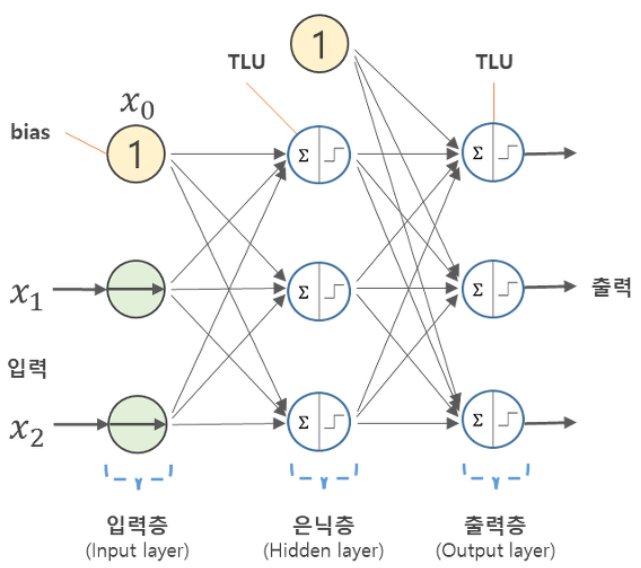 1
TLU
TLU
x₀
bias
1
Σ
Σ
x₁
Σ
Σ
출력
입력
x₂
Σ
Σ
입력층
(Input layer)
은닉층
(Hidden layer)
출력층
(Output layer)